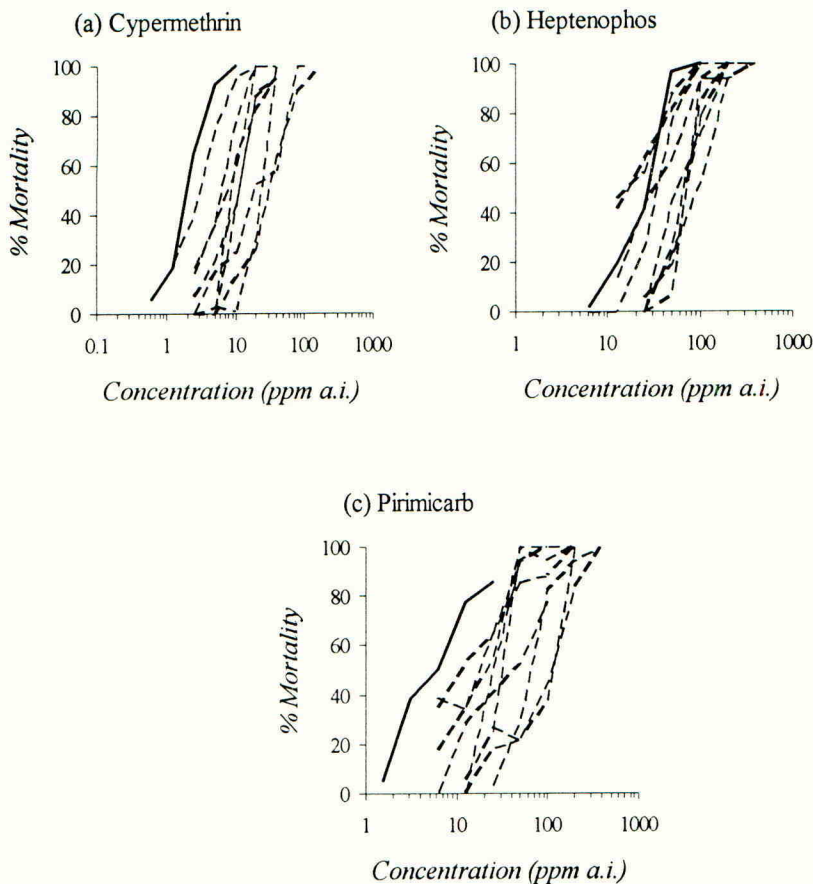 (a) Cypermethrin
(b) Heptenophos
100
80
60
40
20
0
% Mortality
0.1 1 10 100 1000
Concentration (ppm a.i.)
100
80
60
40
20
0
% Mortality
1 10 100 1000
Concentration (ppm a.i.)
(c) Pirimicarb
100
80
60
40
20
0
% Mortality
1 10 100 1000
Concentration (ppm a.i.)